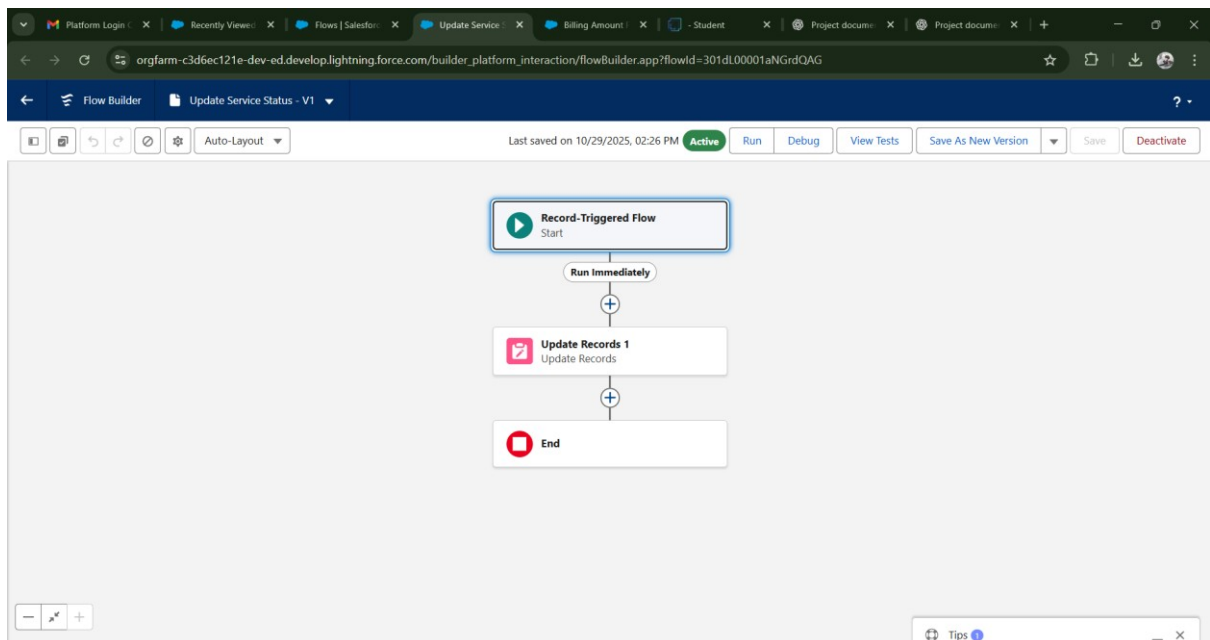 Platform Login C
Recently Viewed
Flows | Salesforc
Update Service S
Billing Amount F
- Student
Project docume
Project docume
orgfarm-c3d6ec121e-dev-ed.develop.lightning.force.com/builder_platform_interaction/flowBuilder.app?flowId=301dL00001aNGrdQAG
Flow Builder
Update Service Status - V1
?
Auto-Layout
Last saved on 10/29/2025, 02:26 PM
Active
Run
Debug
View Tests
Save As New Version
Save
Deactivate
Record-Triggered Flow
Start
Run Immediately
Update Records 1
Update Records
End
Tips 1